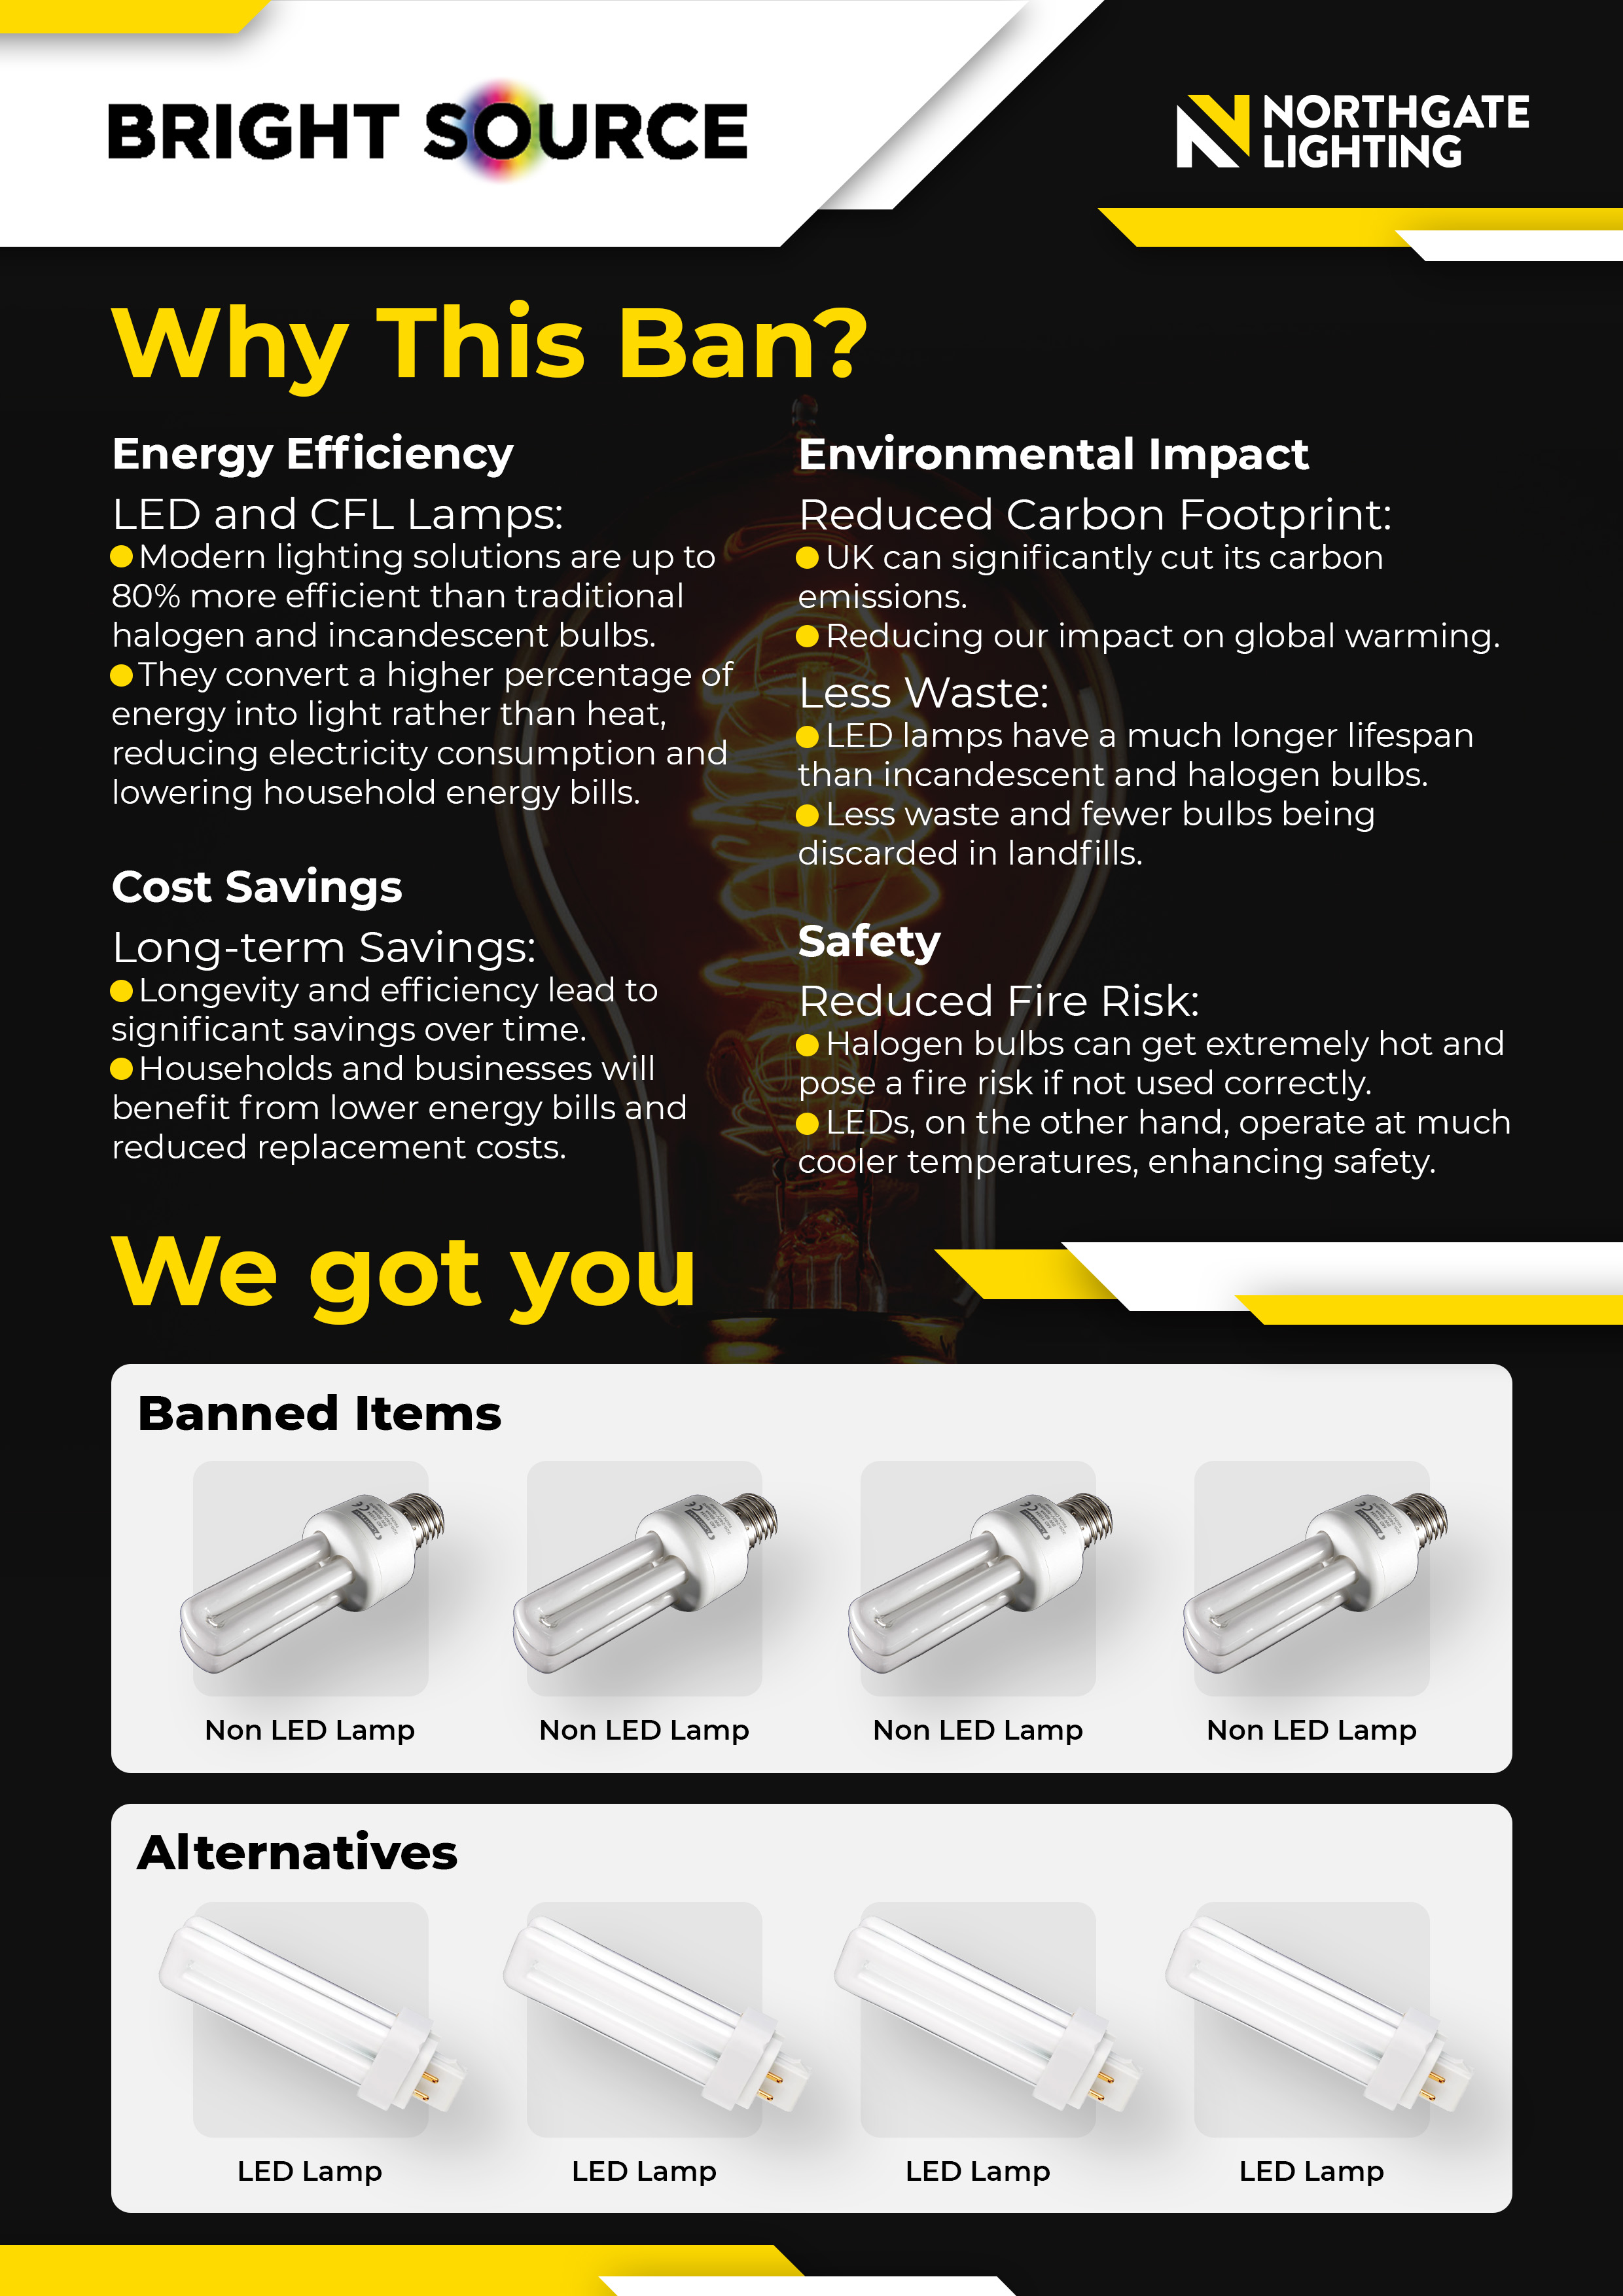 BRIGHT SOURCE
NORTHGATE
LIGHTING
Why This Ban?
Energy Efficiency
LED and CFL Lamps:
Modern lighting solutions are up to
80% more efficient than traditional
halogen and incandescent bulbs.
They convert a higher percentage of
energy into light rather than heat,
reducing electricity consumption and
lowering household energy bills.
Cost Savings
Long-term Savings:
Longevity and efficiency lead to
significant savings over time.
Households and businesses will
benefit from lower energy bills and
reduced replacement costs.
Environmental Impact
Reduced Carbon Footprint:
UK can significantly cut its carbon
emissions.
Reducing our impact on global warming.
Less Waste:
LED lamps have a much longer lifespan
than incandescent and halogen bulbs.
Less waste and fewer bulbs being
discarded in landfills.
Safety
Reduced Fire Risk:
Halogen bulbs can get extremely hot and
pose a fire risk if not used correctly.
LEDs, on the other hand, operate at much
cooler temperatures, enhancing safety.
We got you
Banned Items
Non LED Lamp
Non LED Lamp
Non LED Lamp
Non LED Lamp
Alternatives
LED Lamp
LED Lamp
LED Lamp
LED Lamp